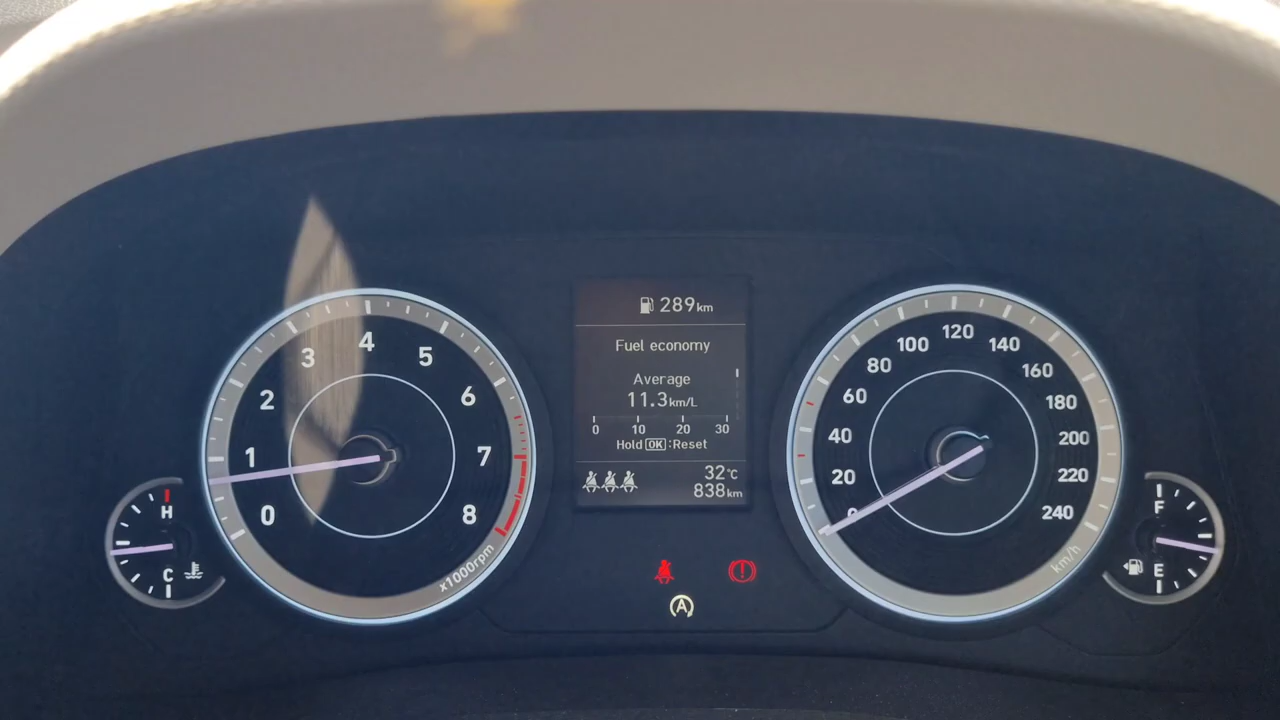 289km
Fuel economy
Average
11.3km/L
0 10 20 30
Hold OK :Reset
32℃
838km
0 1 2 3 4 5 6 7 8
x1000rpm
0 20 40 60 80 100 120 140 160 180 200 220 240
km/h
H
C
F
E
A